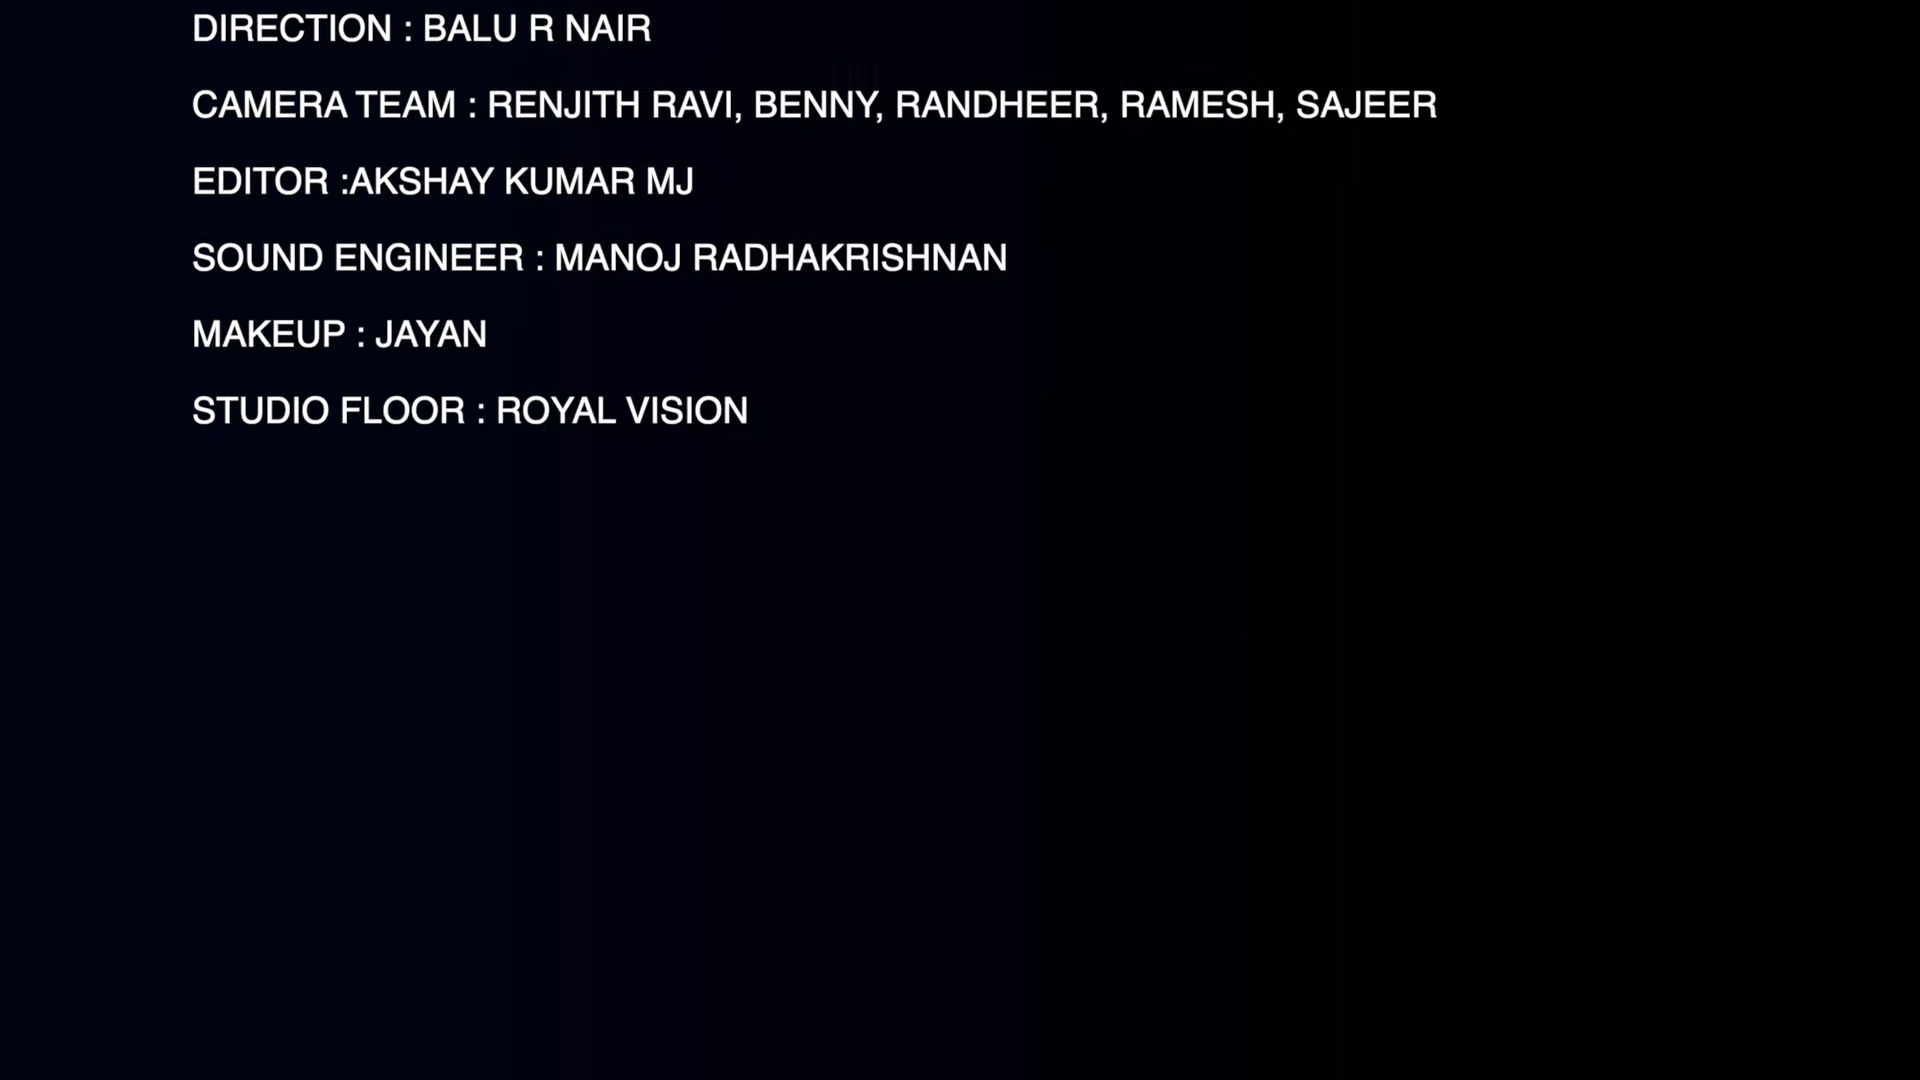 DIRECTION : BALU R NAIR
CAMERA TEAM : RENJITH RAVI, BENNY, RANDHEER, RAMESH, SAJEER
EDITOR :AKSHAY KUMAR MJ
SOUND ENGINEER : MANOJ RADHAKRISHNAN
MAKEUP : JAYAN
STUDIO FLOOR : ROYAL VISION